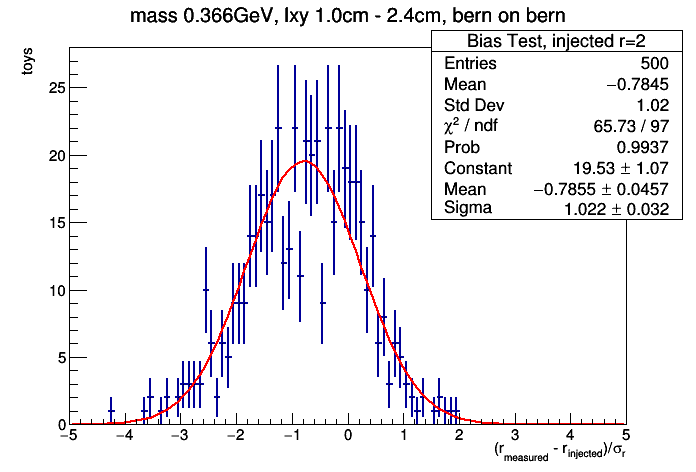 mass 0.366GeV, lxy 1.0cm - 2.4cm, bern on bern
toys
Bias Test, injected r=2
Entries 500
Mean −0.7845
Std Dev 1.02
χ² / ndf 65.73 / 97
Prob 0.9937
Constant 19.53 ± 1.07
Mean −0.7855 ± 0.0457
Sigma 1.022 ± 0.032
25
20
15
10
5
0
−5 −4 −3 −2 −1 0 1 2 3 4 5
(r_measured - r_injected)/σ_r